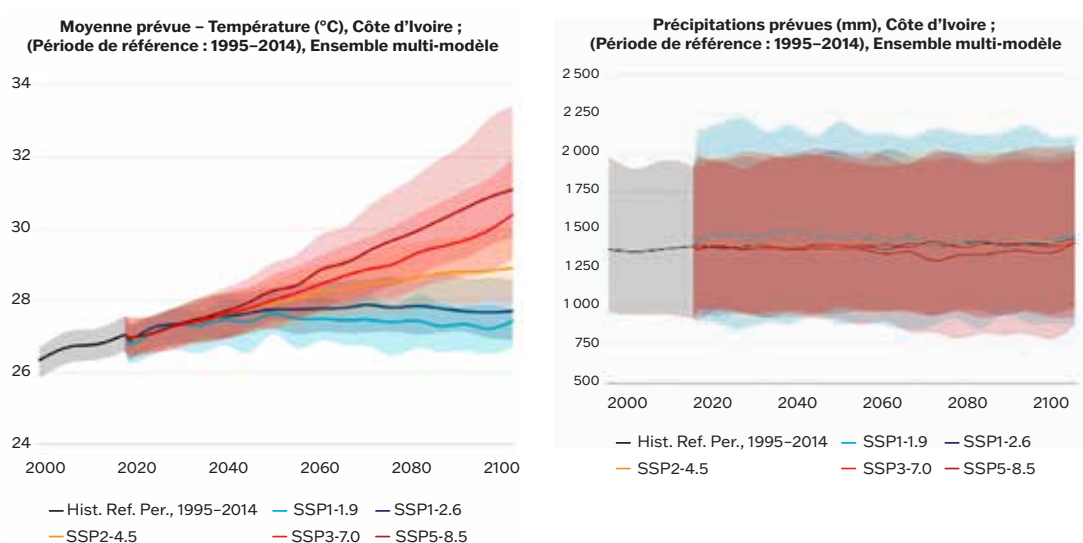 Moyenne prévue – Température (°C), Côte d’Ivoire ;
(Période de référence : 1995–2014), Ensemble multi-modèle
34
32
30
28
26
24
2000 2020 2040 2060 2080 2100
Hist. Ref. Per., 1995–2014 SSP1-1.9 SSP1-2.6
SSP2-4.5 SSP3-7.0 SSP5-8.5
Précipitations prévues (mm), Côte d’Ivoire ;
(Période de référence : 1995–2014), Ensemble multi-modèle
2 500
2 250
2 000
1 750
1 500
1 250
1 000
750
500
2000 2020 2040 2060 2080 2100
Hist. Ref. Per., 1995–2014 SSP1-1.9 SSP1-2.6
SSP2-4.5 SSP3-7.0 SSP5-8.5